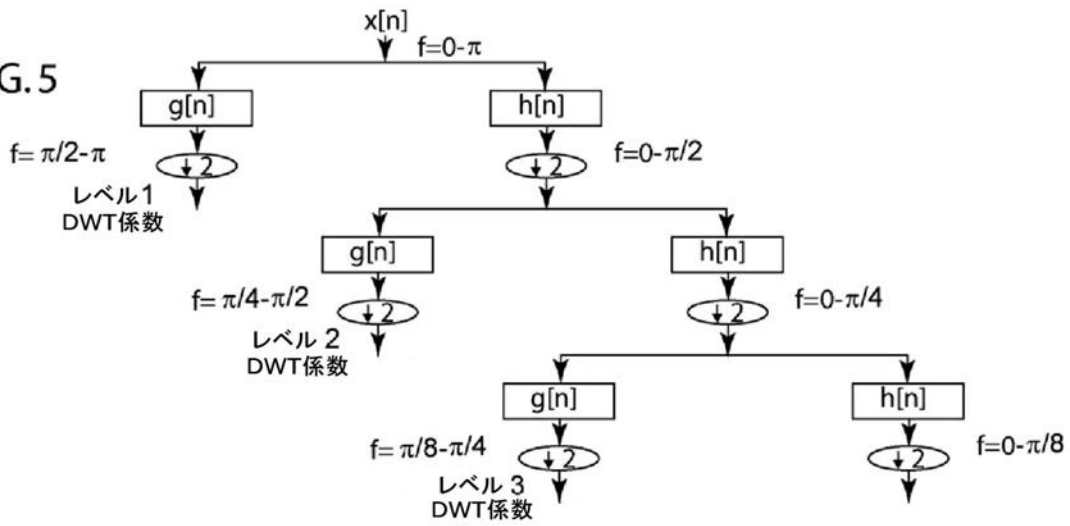 x[n]
f=0-π
G. 5
g[n]
h[n]
f= π/2-π
↓2
↓2
f=0-π/2
レベル1
DWT係数
g[n]
h[n]
f= π/4-π/2
↓2
↓2
f=0-π/4
レベル 2
DWT係数
g[n]
h[n]
f= π/8-π/4
↓2
↓2
f=0-π/8
レベル 3
DWT係数